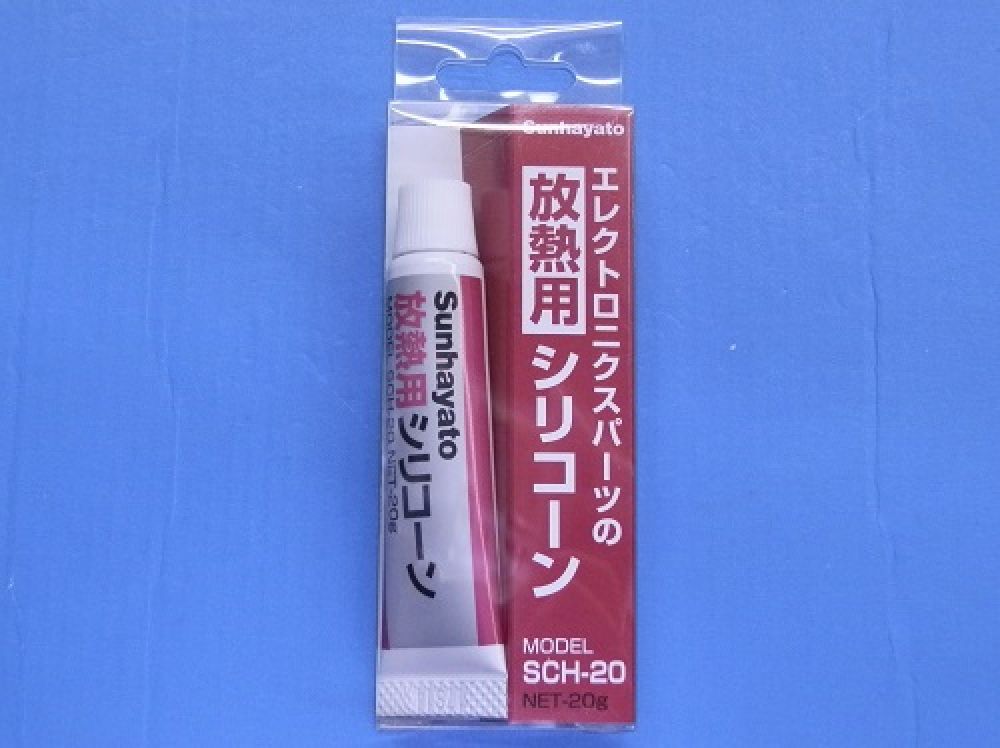 Sunhayato
エレクトロニクスパーツの
放熱用シリコーン
MODEL
SCH-20
NET-20g
Sunhayato
放熱用シリコーン
MODEL SCH-20 NET-20g